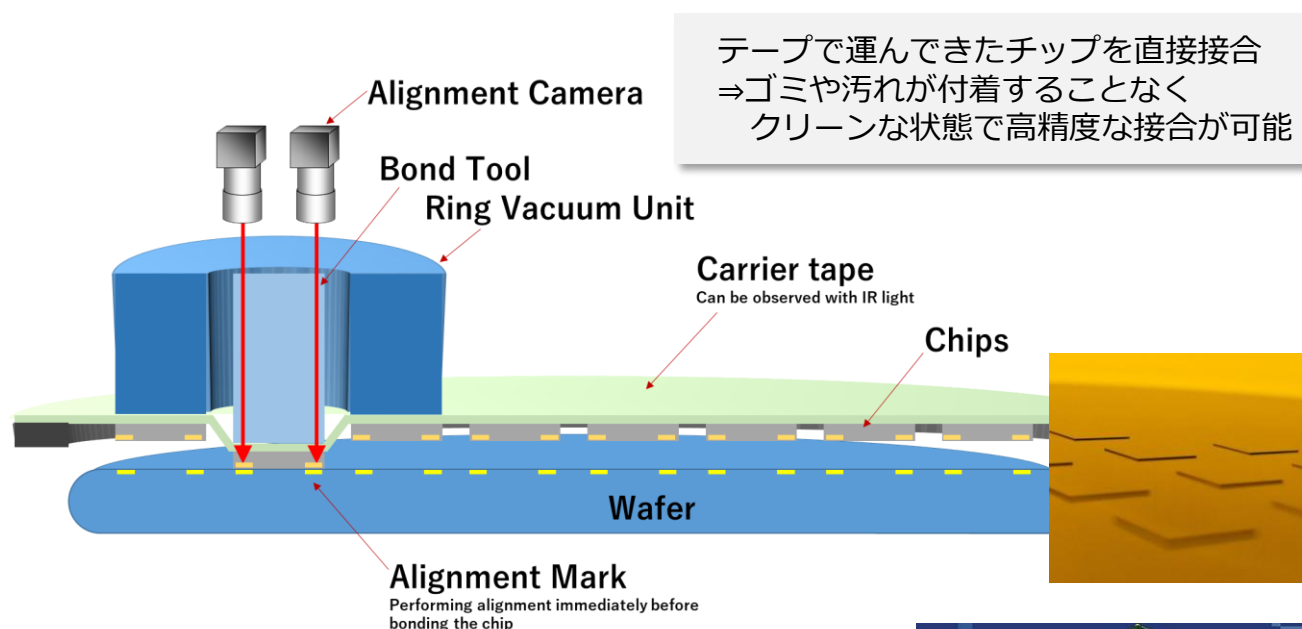 テープで運んできたチップを直接接合
⇒ゴミや汚れが付着することなく
クリーンな状態で高精度な接合が可能
Alignment Camera
Bond Tool
Ring Vacuum Unit
Carrier tape
Can be observed with IR light
Chips
Wafer
Alignment Mark
Performing alignment immediately before
bonding the chip